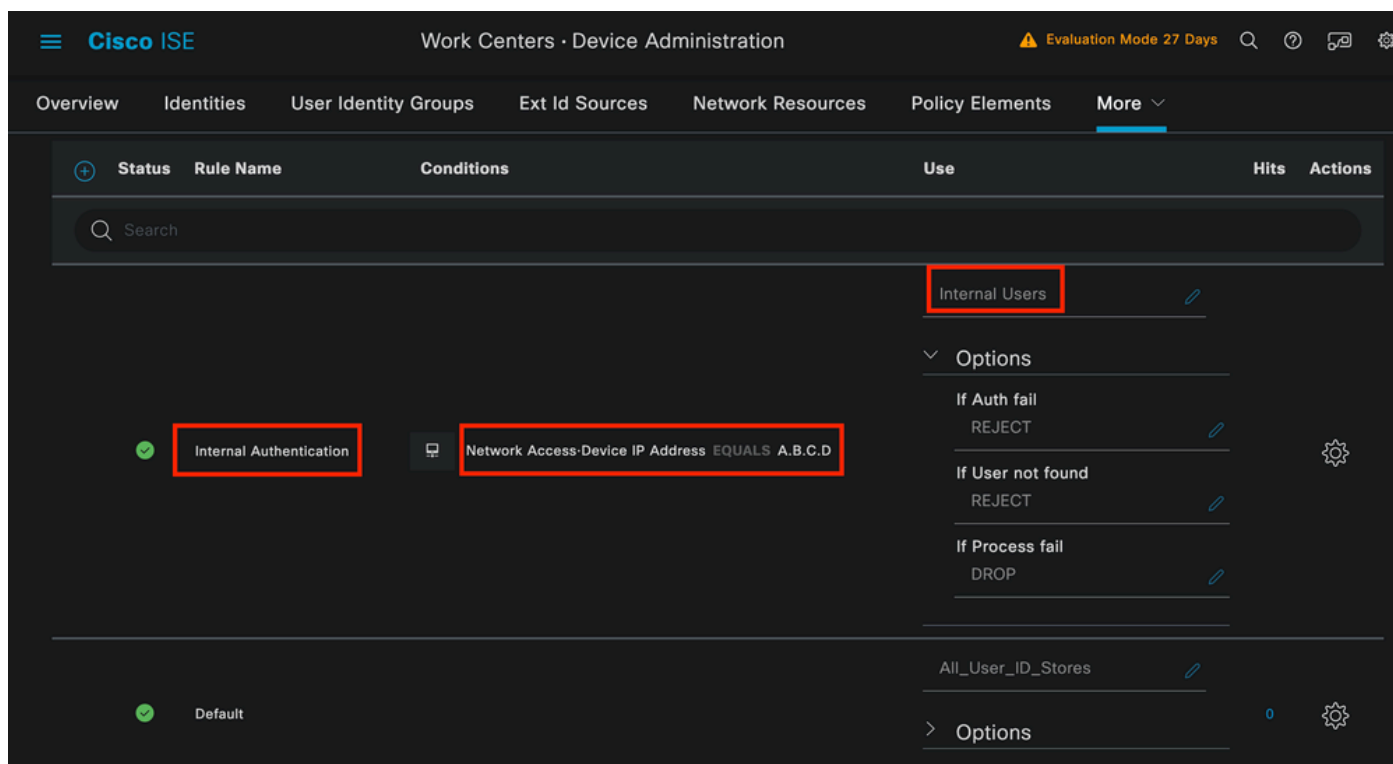 Cisco ISE
Work Centers · Device Administration
Evaluation Mode 27 Days
Overview Identities User Identity Groups Ext Id Sources Network Resources Policy Elements More
Status Rule Name Conditions Use Hits Actions
Search
Internal Users
Options
If Auth fail
REJECT
Internal Authentication Network Access·Device IP Address EQUALS A.B.C.D
If User not found
REJECT
If Process fail
DROP
All_User_ID_Stores
Default 0
Options